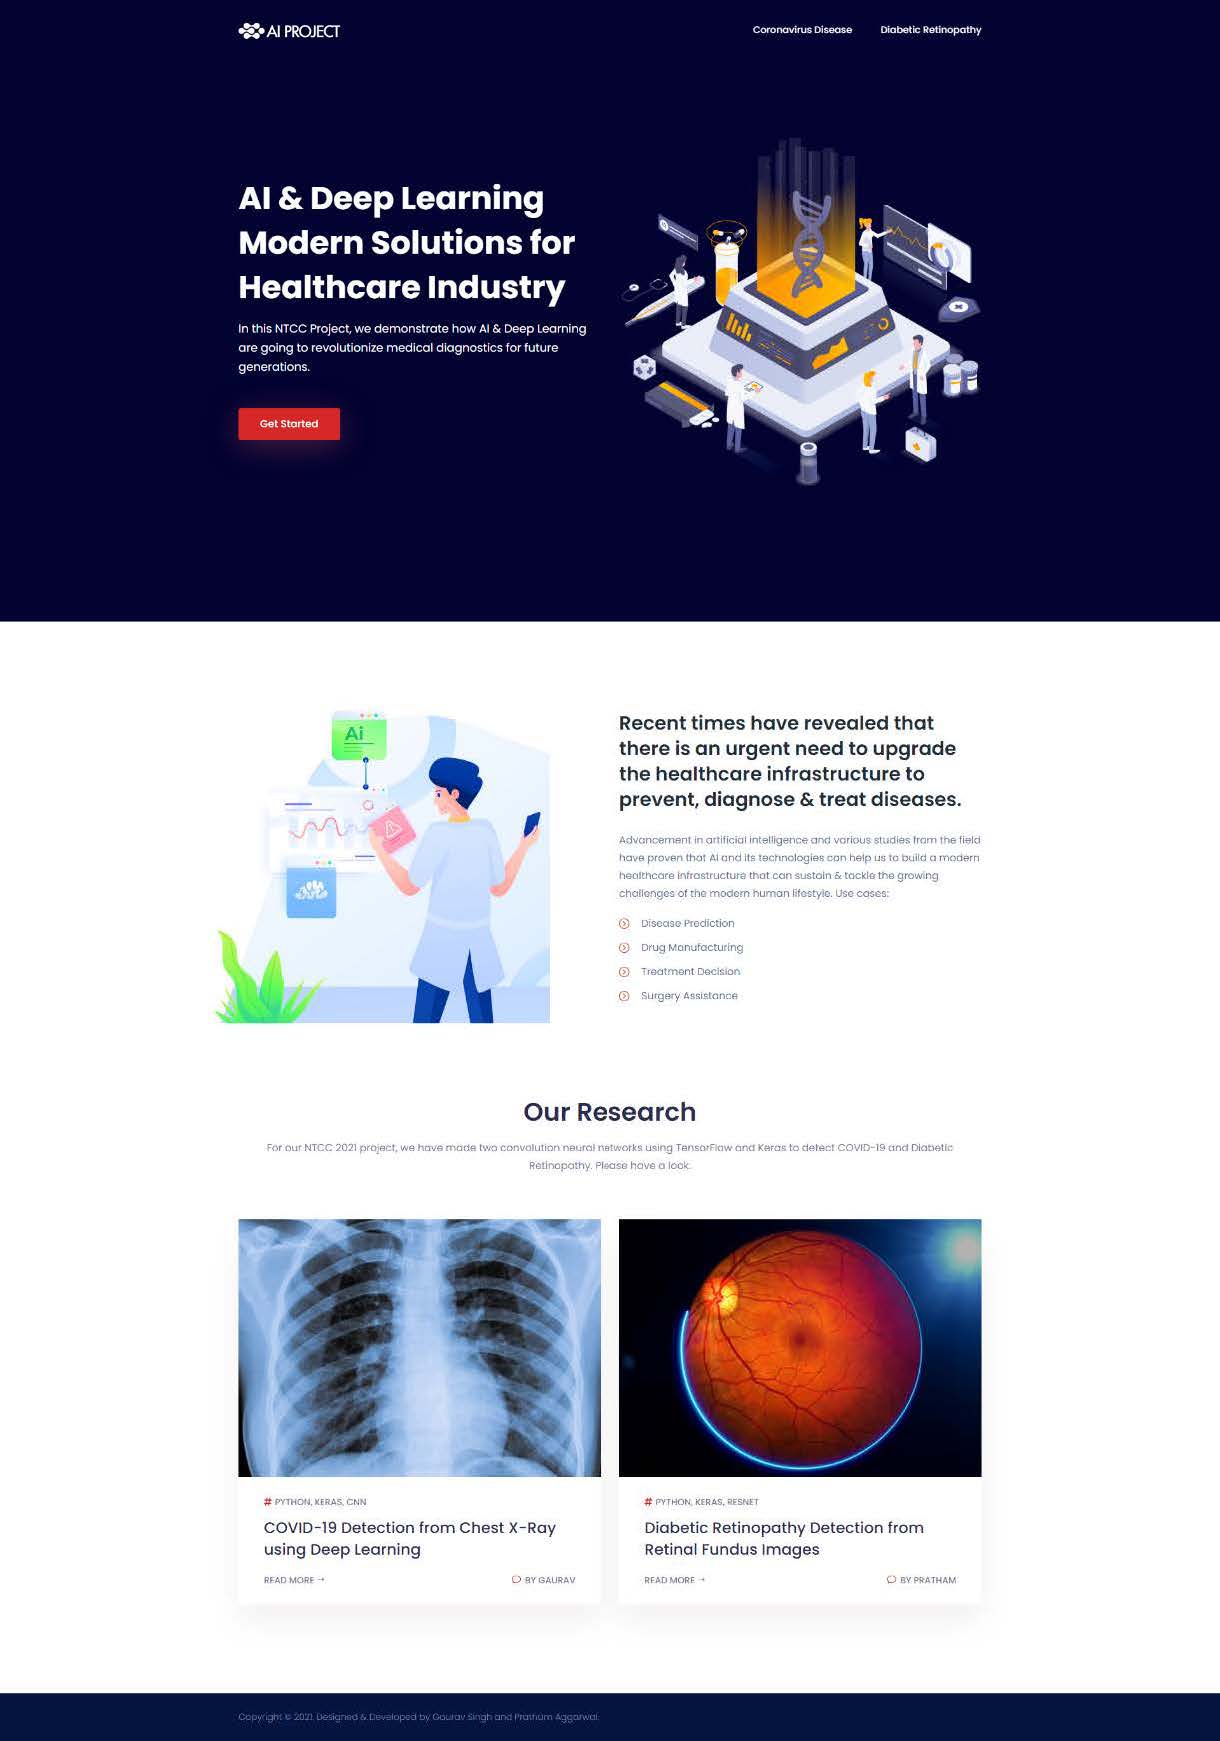 AI PROJECT
Coronavirus Disease
Diabetic Retinopathy
AI & Deep Learning
Modern Solutions for
Healthcare Industry
In this NTCC Project, we demonstrate how AI & Deep Learning
are going to revolutionize medical diagnostics for future
generations.
Get Started
Ai
Recent times have revealed that
there is an urgent need to upgrade
the healthcare infrastructure to
prevent, diagnose & treat diseases.
Advancement in artificial intelligence and various studies from the field
have proven that AI and its technologies can help us to build a modern
healthcare infrastructure that can sustain & tackle the growing
challenges of the modern human lifestyle. Use cases:
Disease Prediction
Drug Manufacturing
Treatment Decision
Surgery Assistance
Our Research
For our NTCC 2021 project, we have made two convolution neural networks using TensorFlow and Keras to detect COVID-19 and Diabetic
Retinopathy. Please have a look.
# PYTHON, KERAS, CNN
COVID-19 Detection from Chest X-Ray
using Deep Learning
READ MORE →
BY GAURAV
# PYTHON, KERAS, RESNET
Diabetic Retinopathy Detection from
Retinal Fundus Images
READ MORE →
BY PRATHAM
Copyright © 2021. Designed & Developed by Gourav Singh and Pratham Aggarwal.